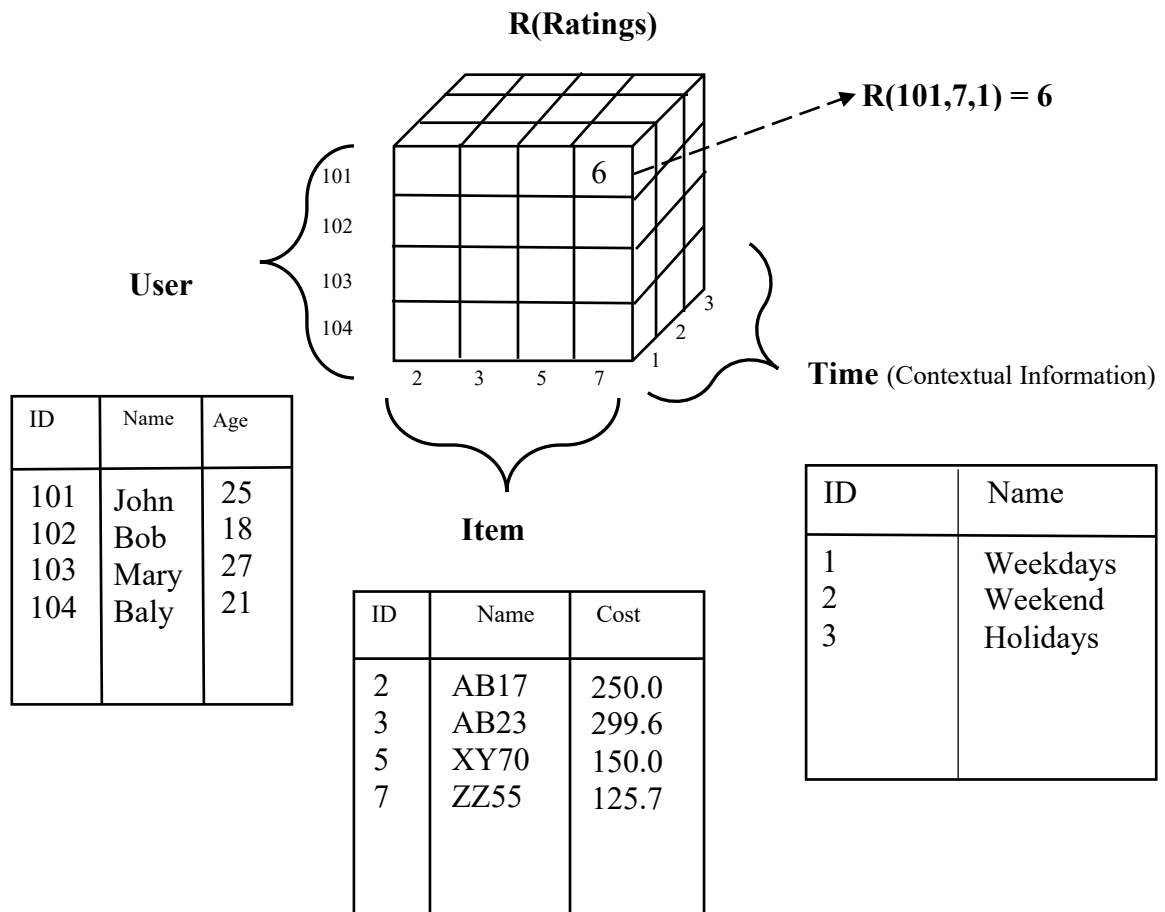 R(Ratings)
R(101,7,1) = 6
101
6
102
103
104
User
2 3 5 7
1
2
3
Time (Contextual Information)
ID Name Age
101 John 25
102 Bob 18
103 Mary 27
104 Baly 21
Item
ID Name Cost
2 AB17 250.0
3 AB23 299.6
5 XY70 150.0
7 ZZ55 125.7
ID Name
1 Weekdays
2 Weekend
3 Holidays